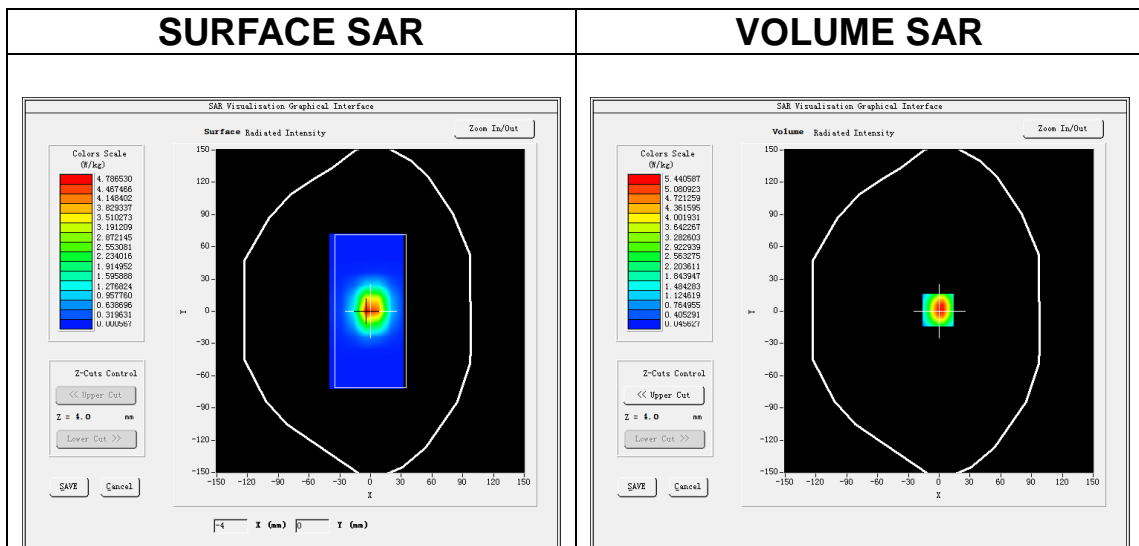 SURFACE SAR
VOLUME SAR
SAR Visualisation Graphical Interface
Surface Radiated Intensity
Zoom In/Out
Colors Scale
(W/kg)
4.786530
4.467466
4.148402
3.829337
3.510273
3.191209
2.872145
2.553081
2.234016
1.914952
1.595888
1.276824
0.957760
0.638696
0.319631
0.000567
150
120
90
60
30
0
-30
-60
-90
-120
-150
Y
-150 -120 -90 -60 -30 0 30 60 90 120 150
X
Z-Cuts Control
<< Upper Cut
Z = 4.0 mm
Lower Cut >>
SAVE Cancel
-4 X (mm) 0 Y (mm)
SAR Visualisation Graphical Interface
Volume Radiated Intensity
Zoom In/Out
Colors Scale
(W/kg)
5.440587
5.080923
4.721259
4.361595
4.001931
3.642267
3.282603
2.922939
2.563275
2.203611
1.843947
1.484283
1.124619
0.764955
0.405291
0.045627
150
120
90
60
30
0
-30
-60
-90
-120
-150
Y
-150 -120 -90 -60 -30 0 30 60 90 120 150
X
Z-Cuts Control
<< Upper Cut
Z = 4.0 mm
Lower Cut >>
SAVE Cancel